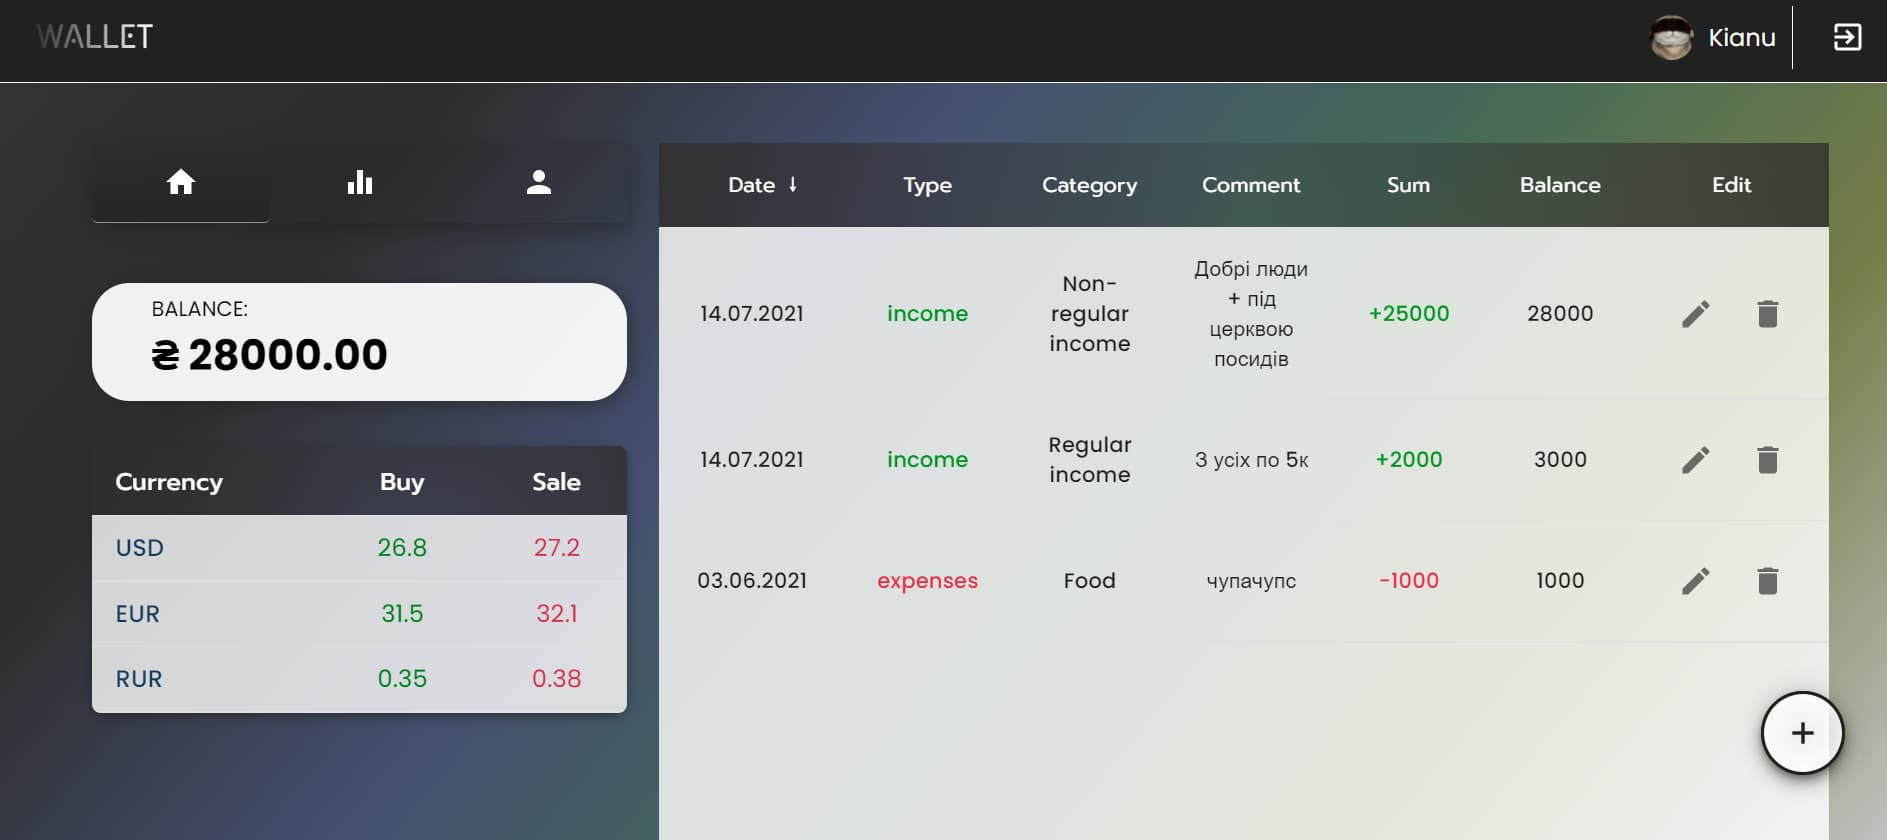 WALLET
Kianu
BALANCE:
₴ 28000.00
Currency Buy Sale
USD 26.8 27.2
EUR 31.5 32.1
RUR 0.35 0.38
Date ↓ Type Category Comment Sum Balance Edit
14.07.2021 income Non-
regular
income Добрі люди
+ під
церквою
посидів +25000 28000
14.07.2021 income Regular
income З усіх по 5к +2000 3000
03.06.2021 expenses Food чупачупс -1000 1000
+